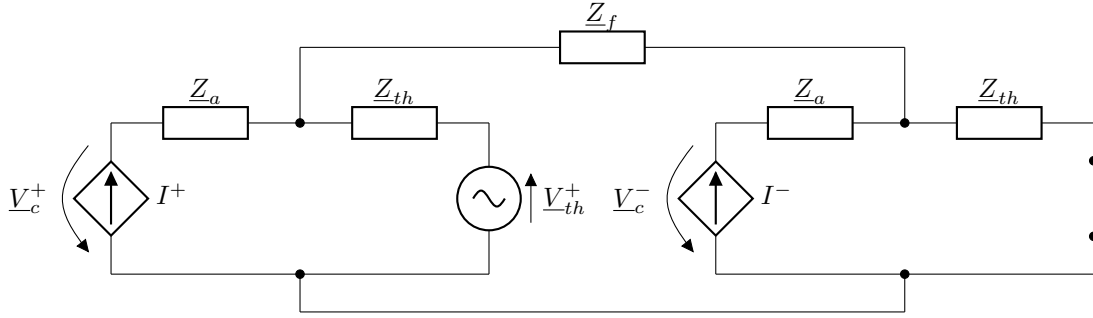 Z_f
Z_a
Z_th
Z_a
Z_th
V_c^+
I^+
V_th^+
V_c^-
I^-